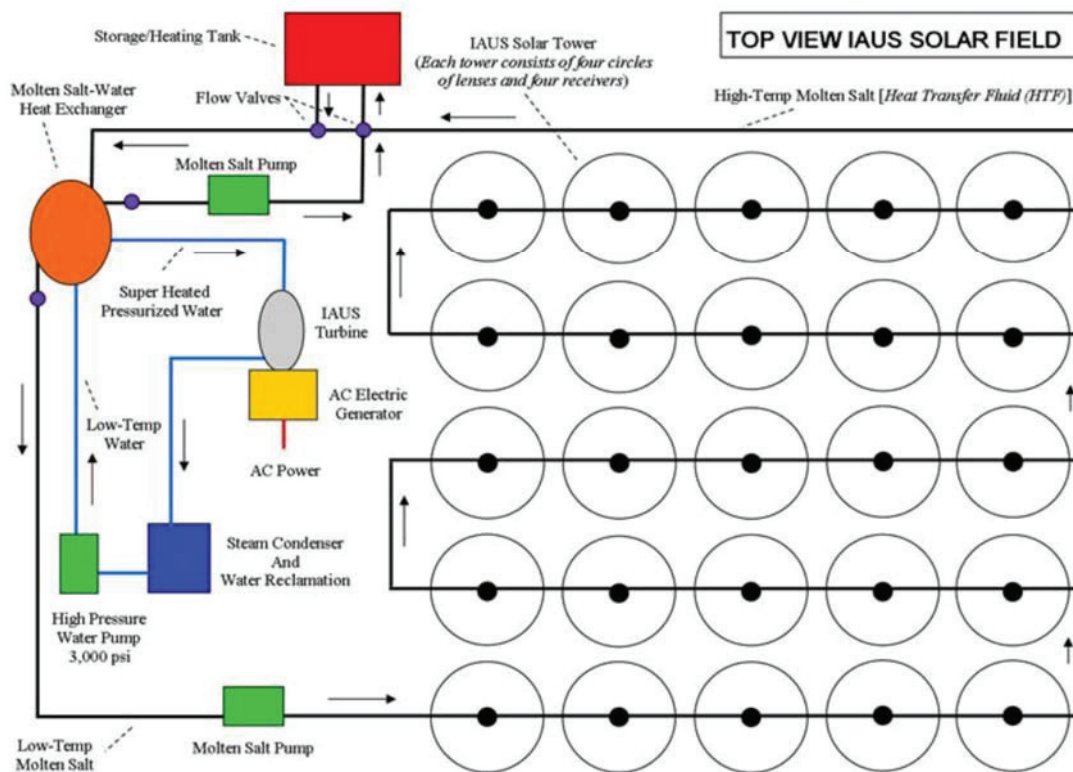 TOP VIEW IAUS SOLAR FIELD
Storage/Heating Tank
IAUS Solar Tower
(Each tower consists of four circles
of lenses and four receivers)
Molten Salt-Water
Heat Exchanger
Flow Valves
High-Temp Molten Salt [Heat Transfer Fluid (HTF)]
Molten Salt Pump
Super Heated
Pressurized Water
IAUS
Turbine
AC Electric
Generator
Low-Temp
Water
AC Power
Steam Condenser
And
Water Reclamation
High Pressure
Water Pump
3,000 psi
Low-Temp
Molten Salt
Molten Salt Pump